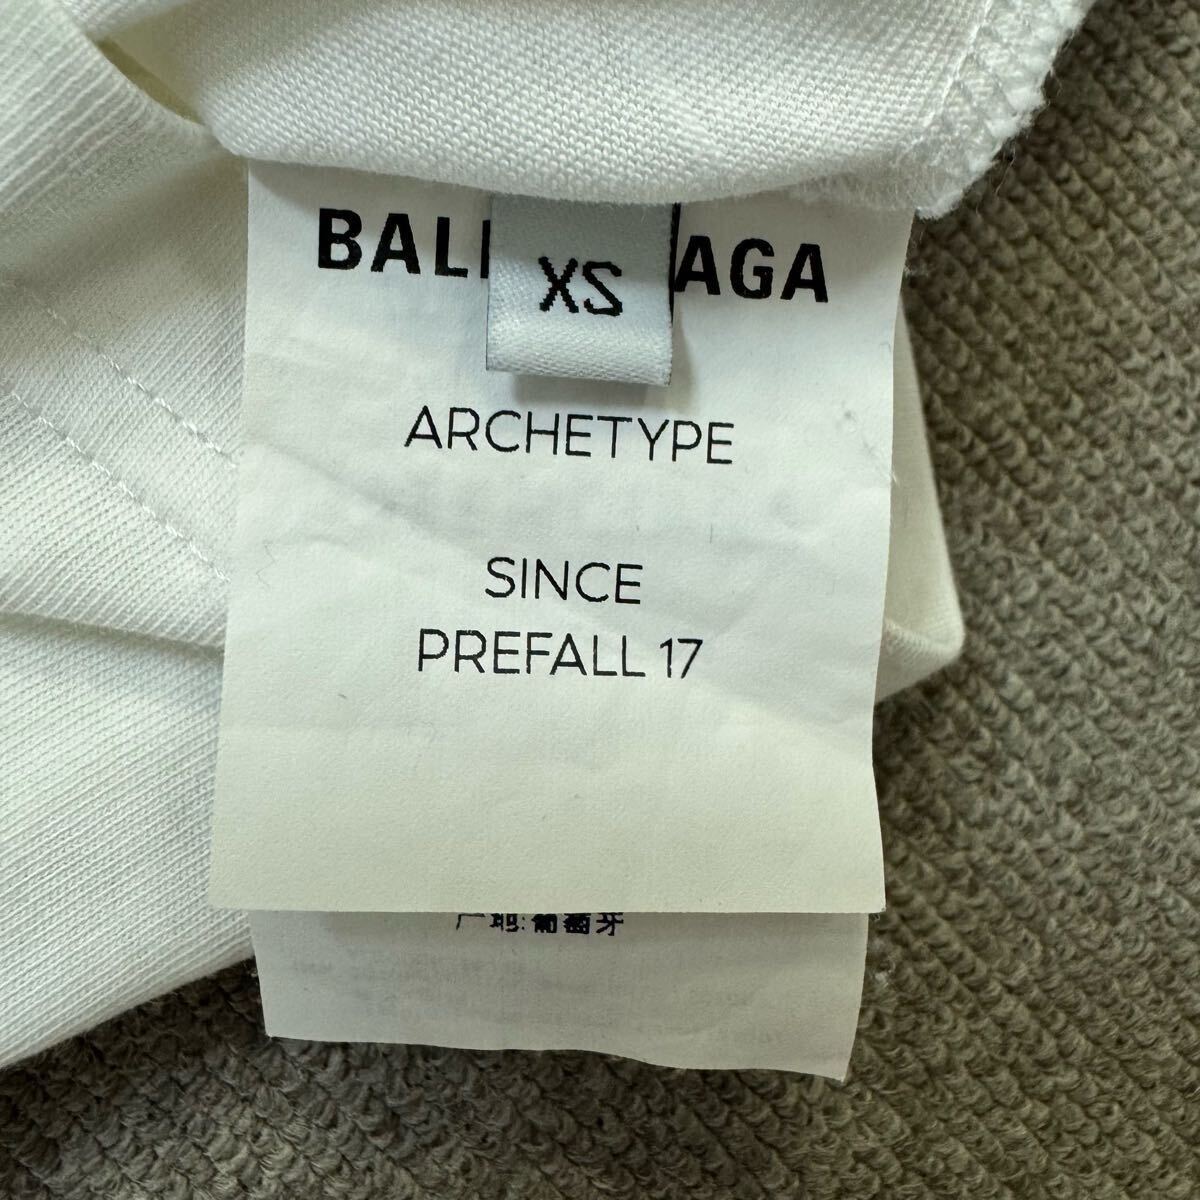 BAL AGA
XS
ARCHETYPE
SINCE
PREFALL 17
产地:葡萄牙